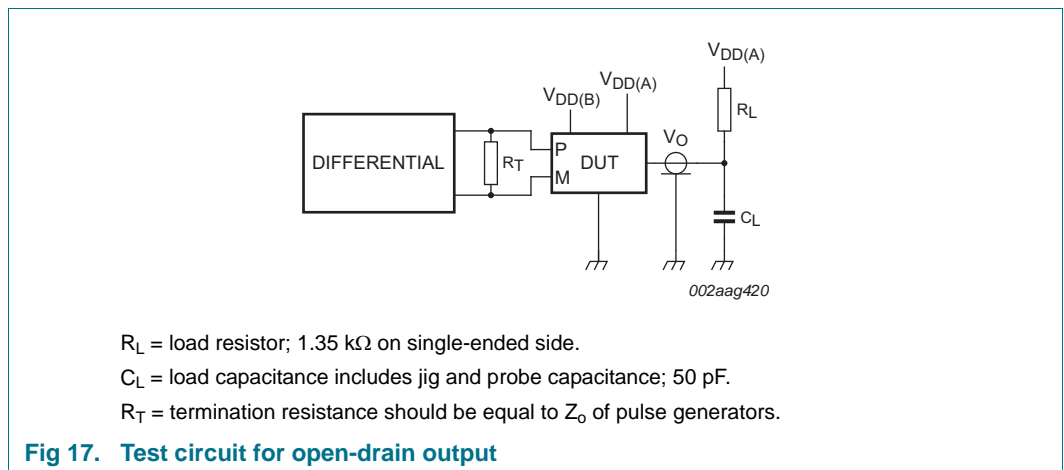 VDD(A)
VDD(A)
VDD(B)
RL
VO
P
DIFFERENTIAL
RT
DUT
M
CL
002aag420
RL = load resistor; 1.35 kΩ on single-ended side.
CL = load capacitance includes jig and probe capacitance; 50 pF.
RT = termination resistance should be equal to Zo of pulse generators.
Fig 17. Test circuit for open-drain output